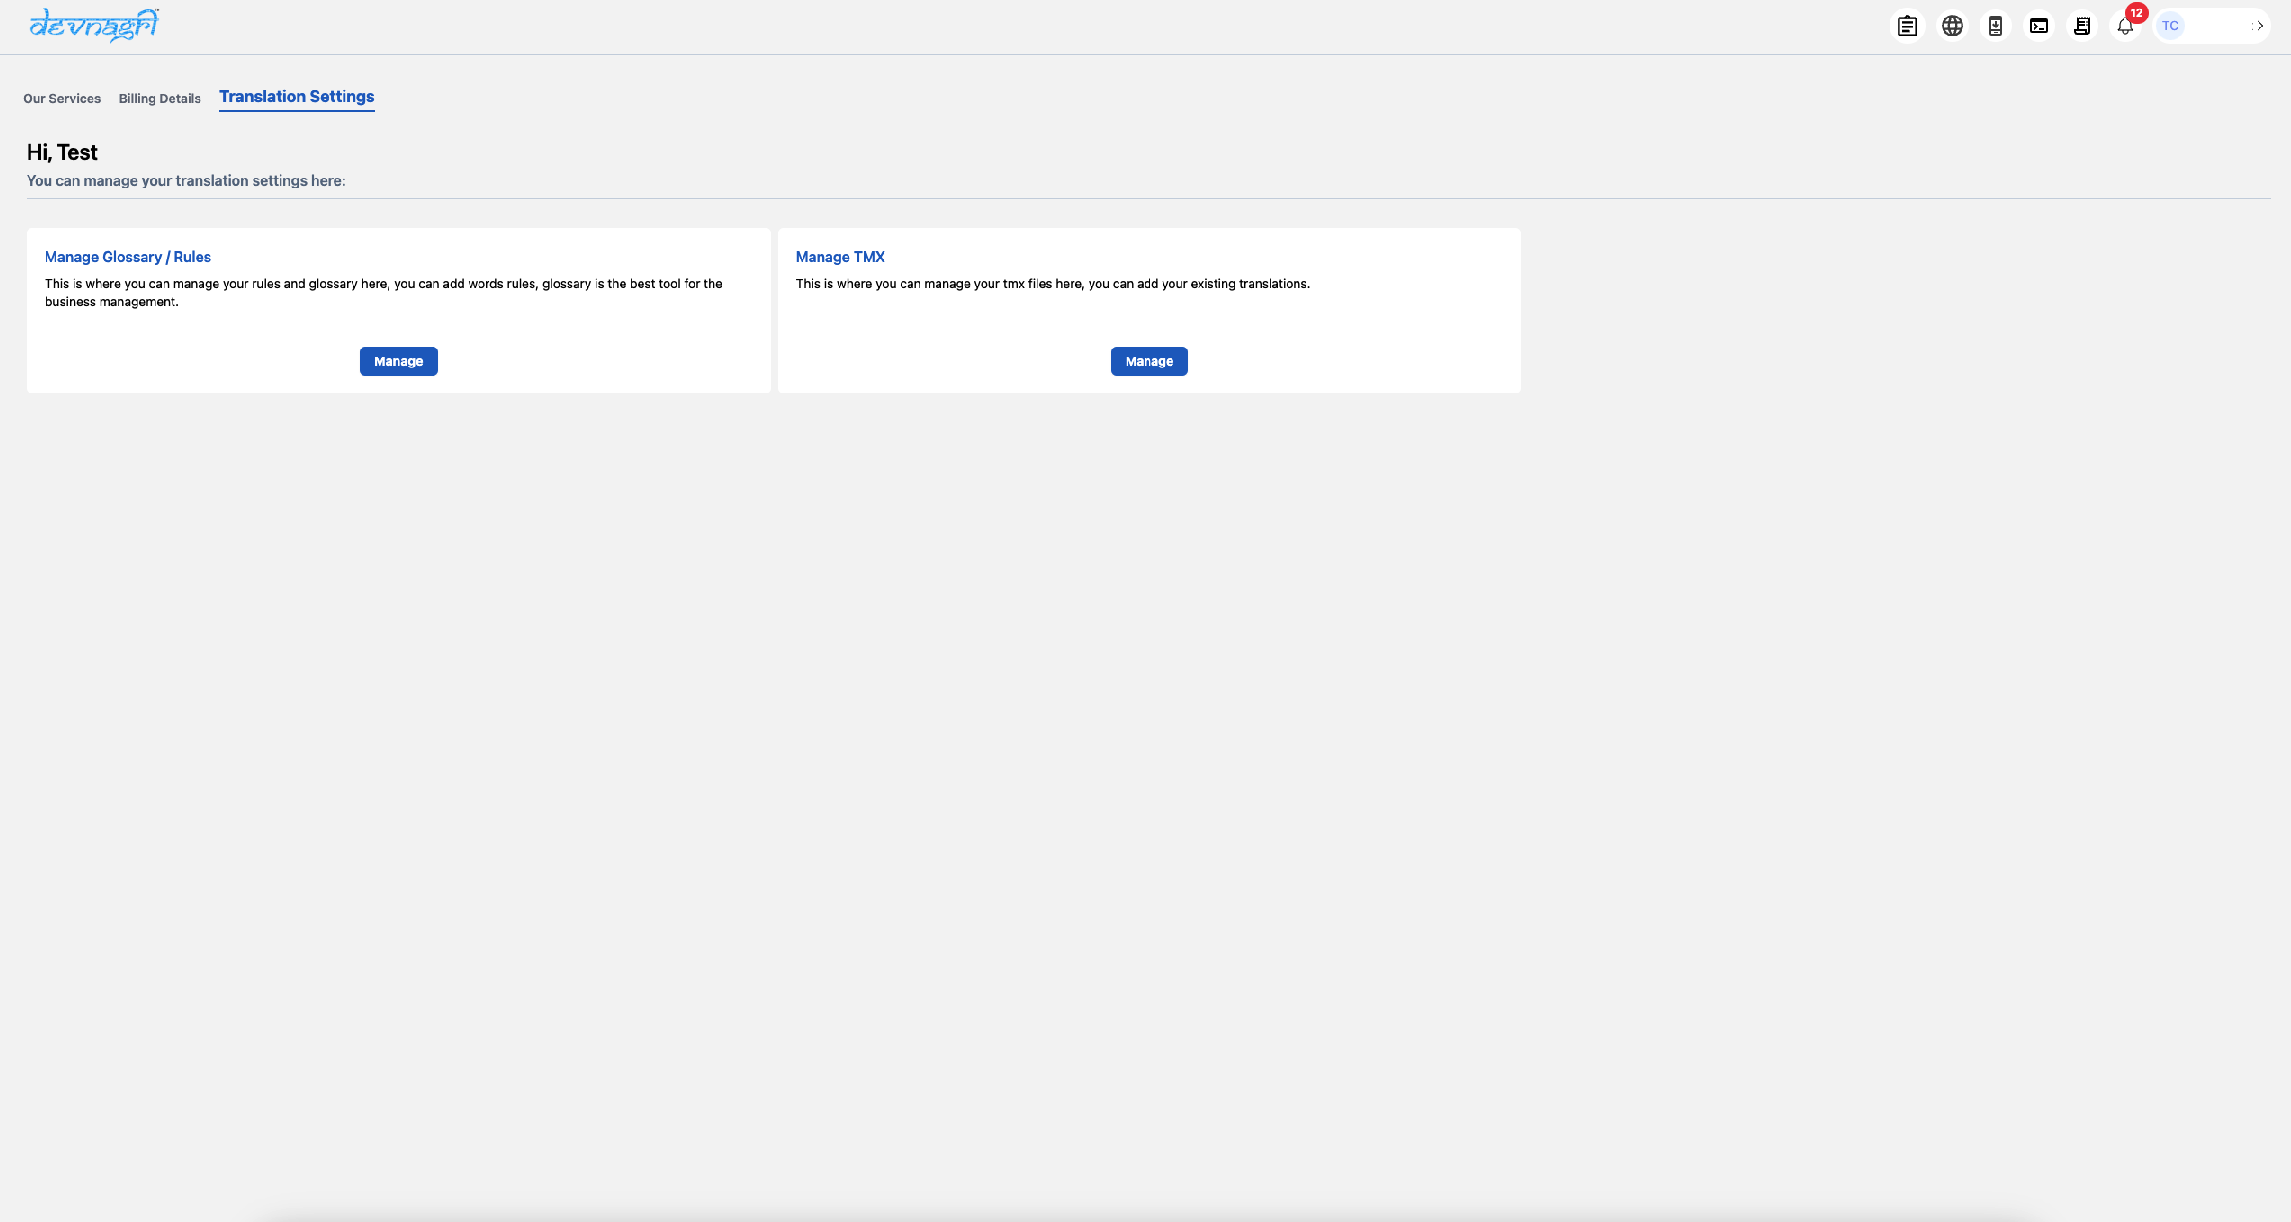 devnagri
12
TC
Our Services
Billing Details
Translation Settings
Hi, Test
You can manage your translation settings here:
Manage Glossary / Rules
This is where you can manage your rules and glossary here, you can add words rules, glossary is the best tool for the
business management.
Manage
Manage TMX
This is where you can manage your tmx files here, you can add your existing translations.
Manage